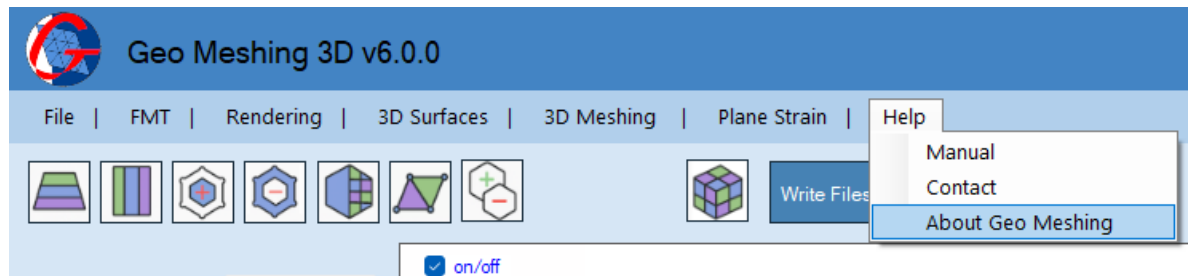 Geo Meshing 3D v6.0.0
File | FMT | Rendering | 3D Surfaces | 3D Meshing | Plane Strain | Help
Manual
Contact
Write Files
About Geo Meshing
on/off